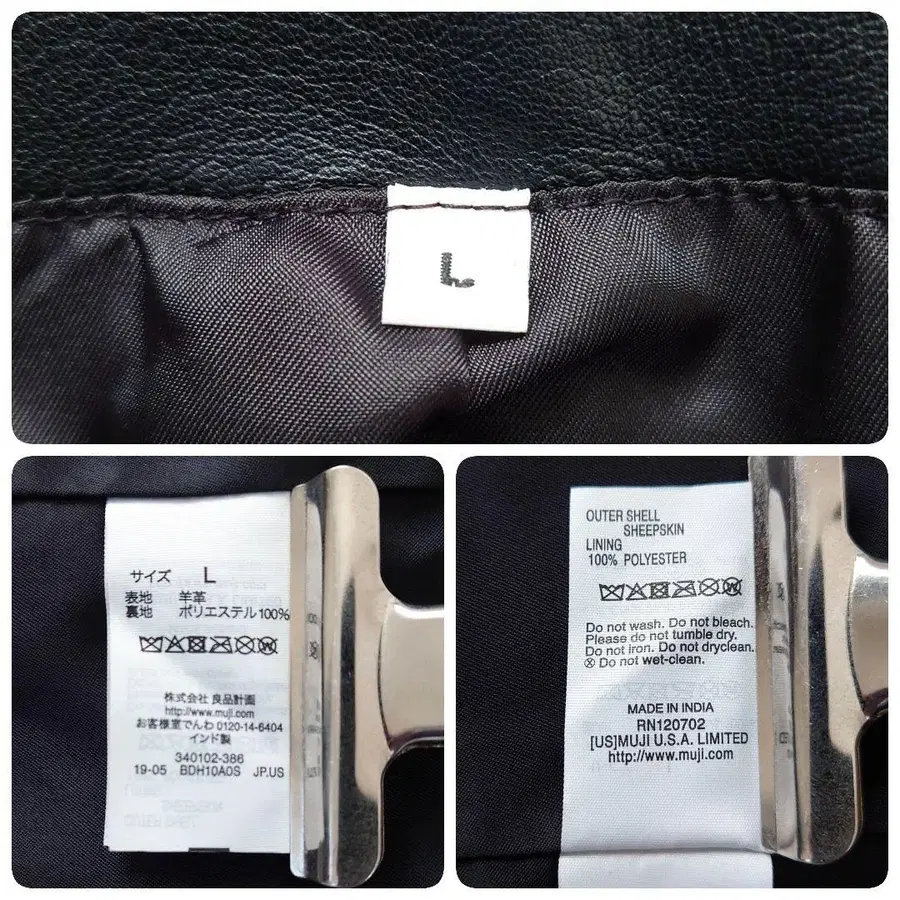 L
サイズ L
表地 羊革
裏地 ポリエステル100%
株式会社 良品計画
http://www.muji.com
お客様室でんわ 0120-14-6404
インド製
340102-386
19-05 BDH10A0S JP.US
OUTER SHELL
SHEEPSKIN
LINING
100% POLYESTER
Do not wash. Do not bleach.
Please do not tumble dry.
Do not iron. Do not dryclean.
Ⓧ Do not wet-clean.
MADE IN INDIA
RN120702
[US]MUJI U.S.A. LIMITED
http://www.muji.com